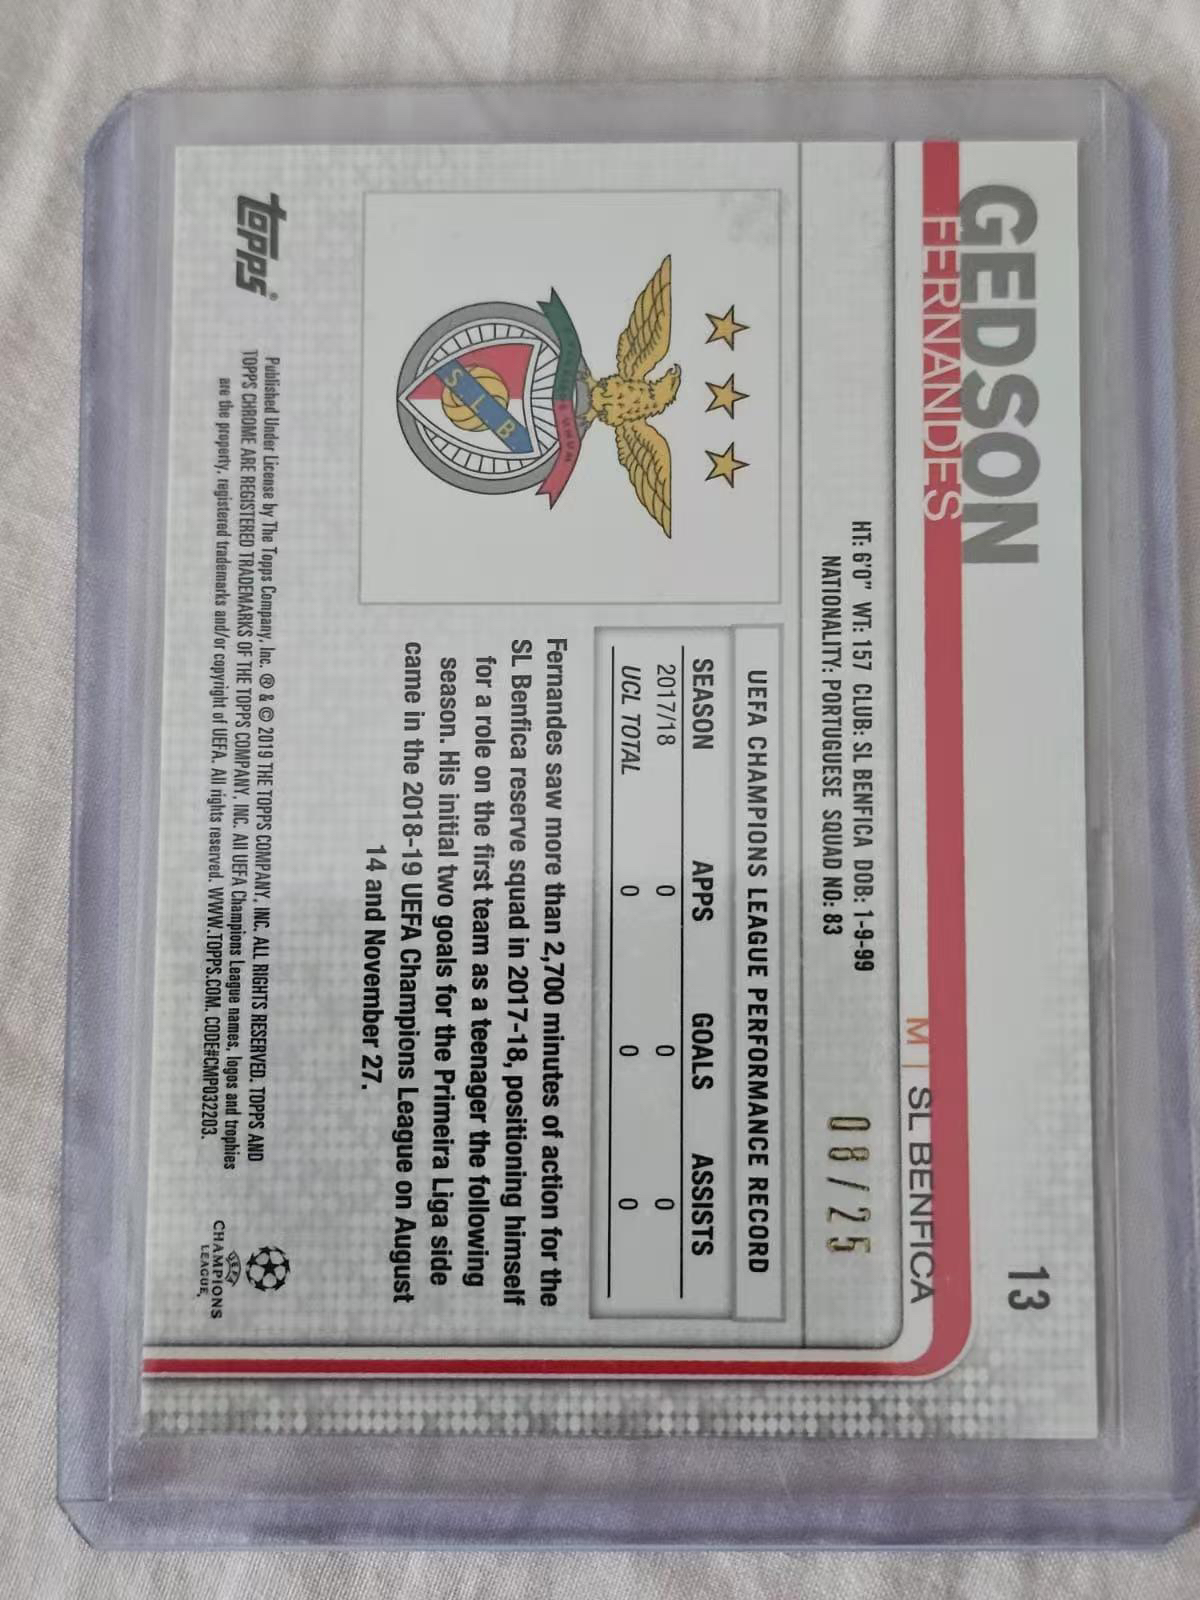 13
GEDSON
FERNANDES
M | SL BENFICA
HT: 6'0" WT: 157 CLUB: SL BENFICA DOB: 1-9-99
NATIONALITY: PORTUGUESE SQUAD NO: 83
08/25
SLB
UEFA CHAMPIONS LEAGUE PERFORMANCE RECORD
SEASON APPS GOALS ASSISTS
2017/18 0 0 0
UCL TOTAL 0 0 0
Fernandes saw more than 2,700 minutes of action for the
SL Benfica reserve squad in 2017-18, positioning himself
for a role on the first team as a teenager the following
season. His initial two goals for the Primeira Liga side
came in the 2018-19 UEFA Champions League on August
14 and November 27.
topps®
Published Under License by The Topps Company, Inc. ® & © 2019 THE TOPPS COMPANY, INC. ALL RIGHTS RESERVED. TOPPS AND
TOPPS CHROME ARE REGISTERED TRADEMARKS OF THE TOPPS COMPANY, INC. All UEFA Champions League names, logos and trophies
are the property, registered trademarks and/or copyright of UEFA. All rights reserved. WWW.TOPPS.COM. CODE#CMP032203.
UEFA
CHAMPIONS
LEAGUE